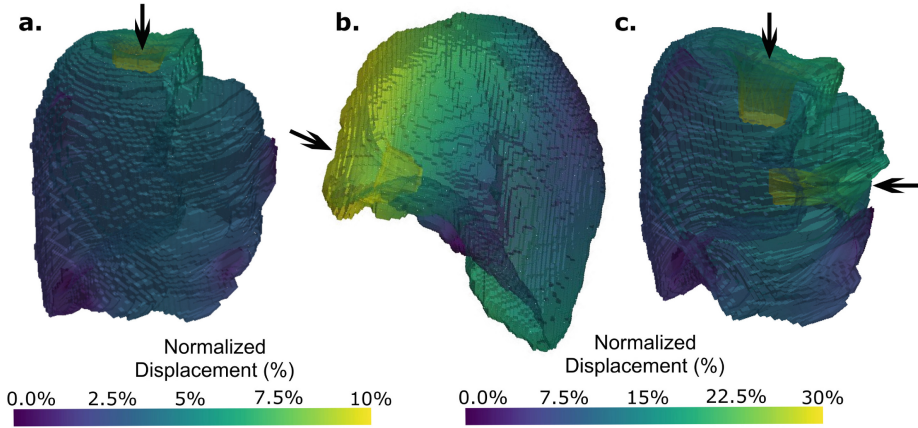 a.
b.
c.
Normalized
Displacement (%)
0.0% 2.5% 5% 7.5% 10%
Normalized
Displacement (%)
0.0% 7.5% 15% 22.5% 30%